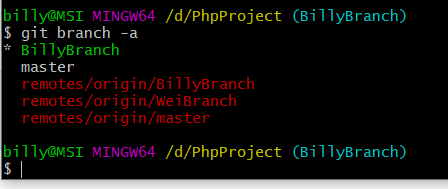 billy@MSI MINGW64 /d/PhpProject (BillyBranch)
$ git branch -a
* BillyBranch
  master
  remotes/origin/BillyBranch
  remotes/origin/WeiBranch
  remotes/origin/master
billy@MSI MINGW64 /d/PhpProject (BillyBranch)
$